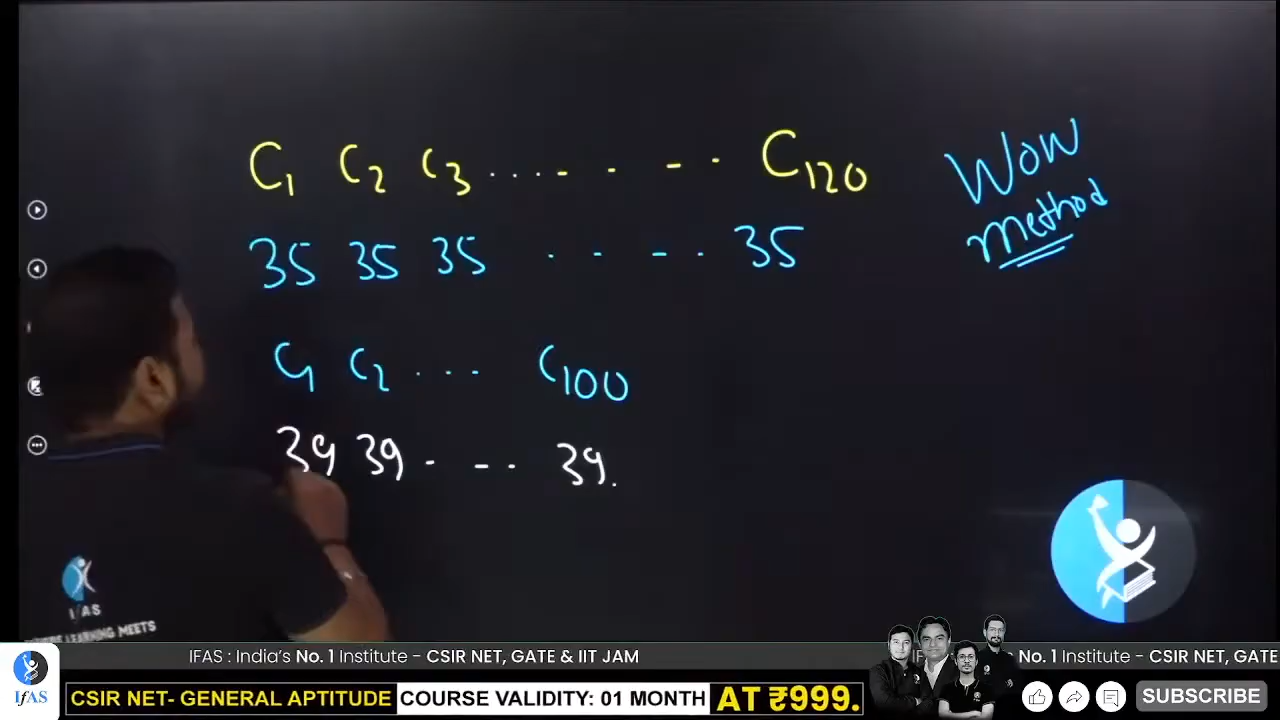 C₁ C₂ C₃ ........ C₁₂₀
35 35 35 ..... 35
C₁ C₂ .... C₁₀₀
39 39 .... 39.
Wow
method
IFAS
LEARNING MEETS
IFAS : India's No. 1 Institute - CSIR NET, GATE & IIT JAM
No. 1 Institute - CSIR NET, GATE
IFAS
CSIR NET- GENERAL APTITUDE COURSE VALIDITY: 01 MONTH AT ₹999.
SUBSCRIBE